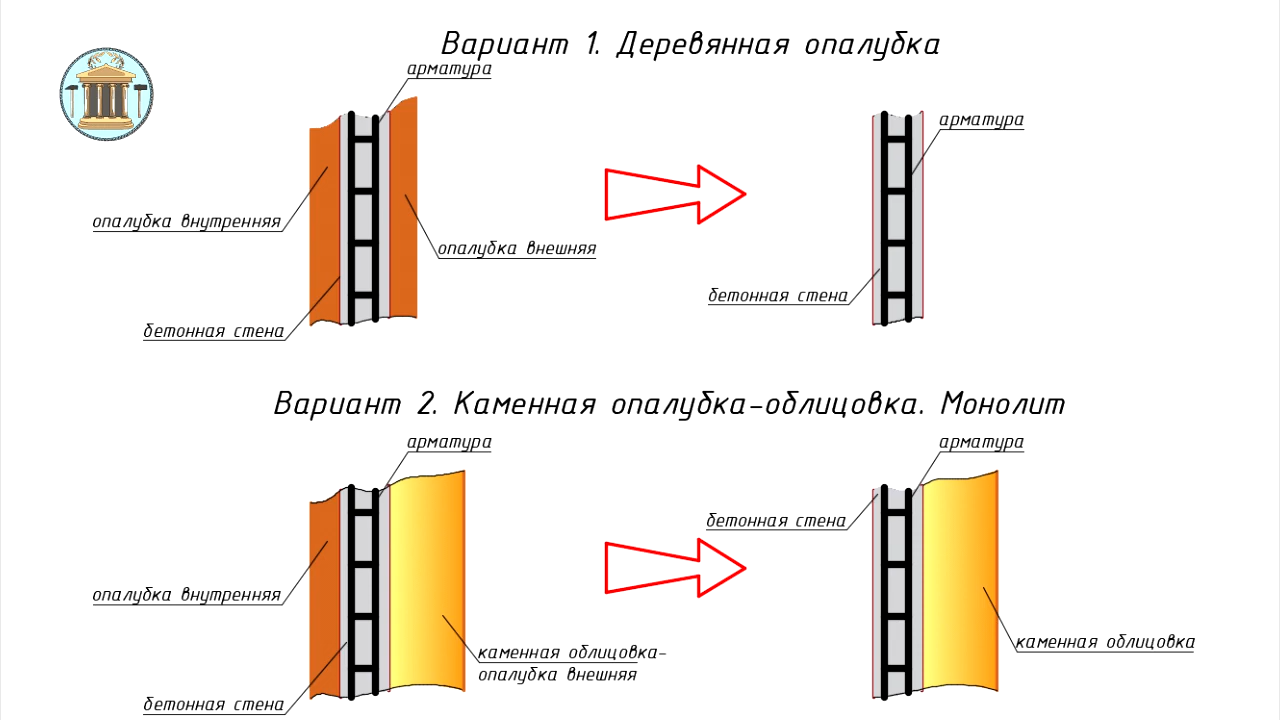 Вариант 1. Деревянная опалубка
арматура
арматура
опалубка внутренняя
опалубка внешняя
бетонная стена
бетонная стена
Вариант 2. Каменная опалубка-облицовка. Монолит
арматура
арматура
бетонная стена
опалубка внутренняя
каменная облицовка
каменная облицовка-
опалубка внешняя
бетонная стена